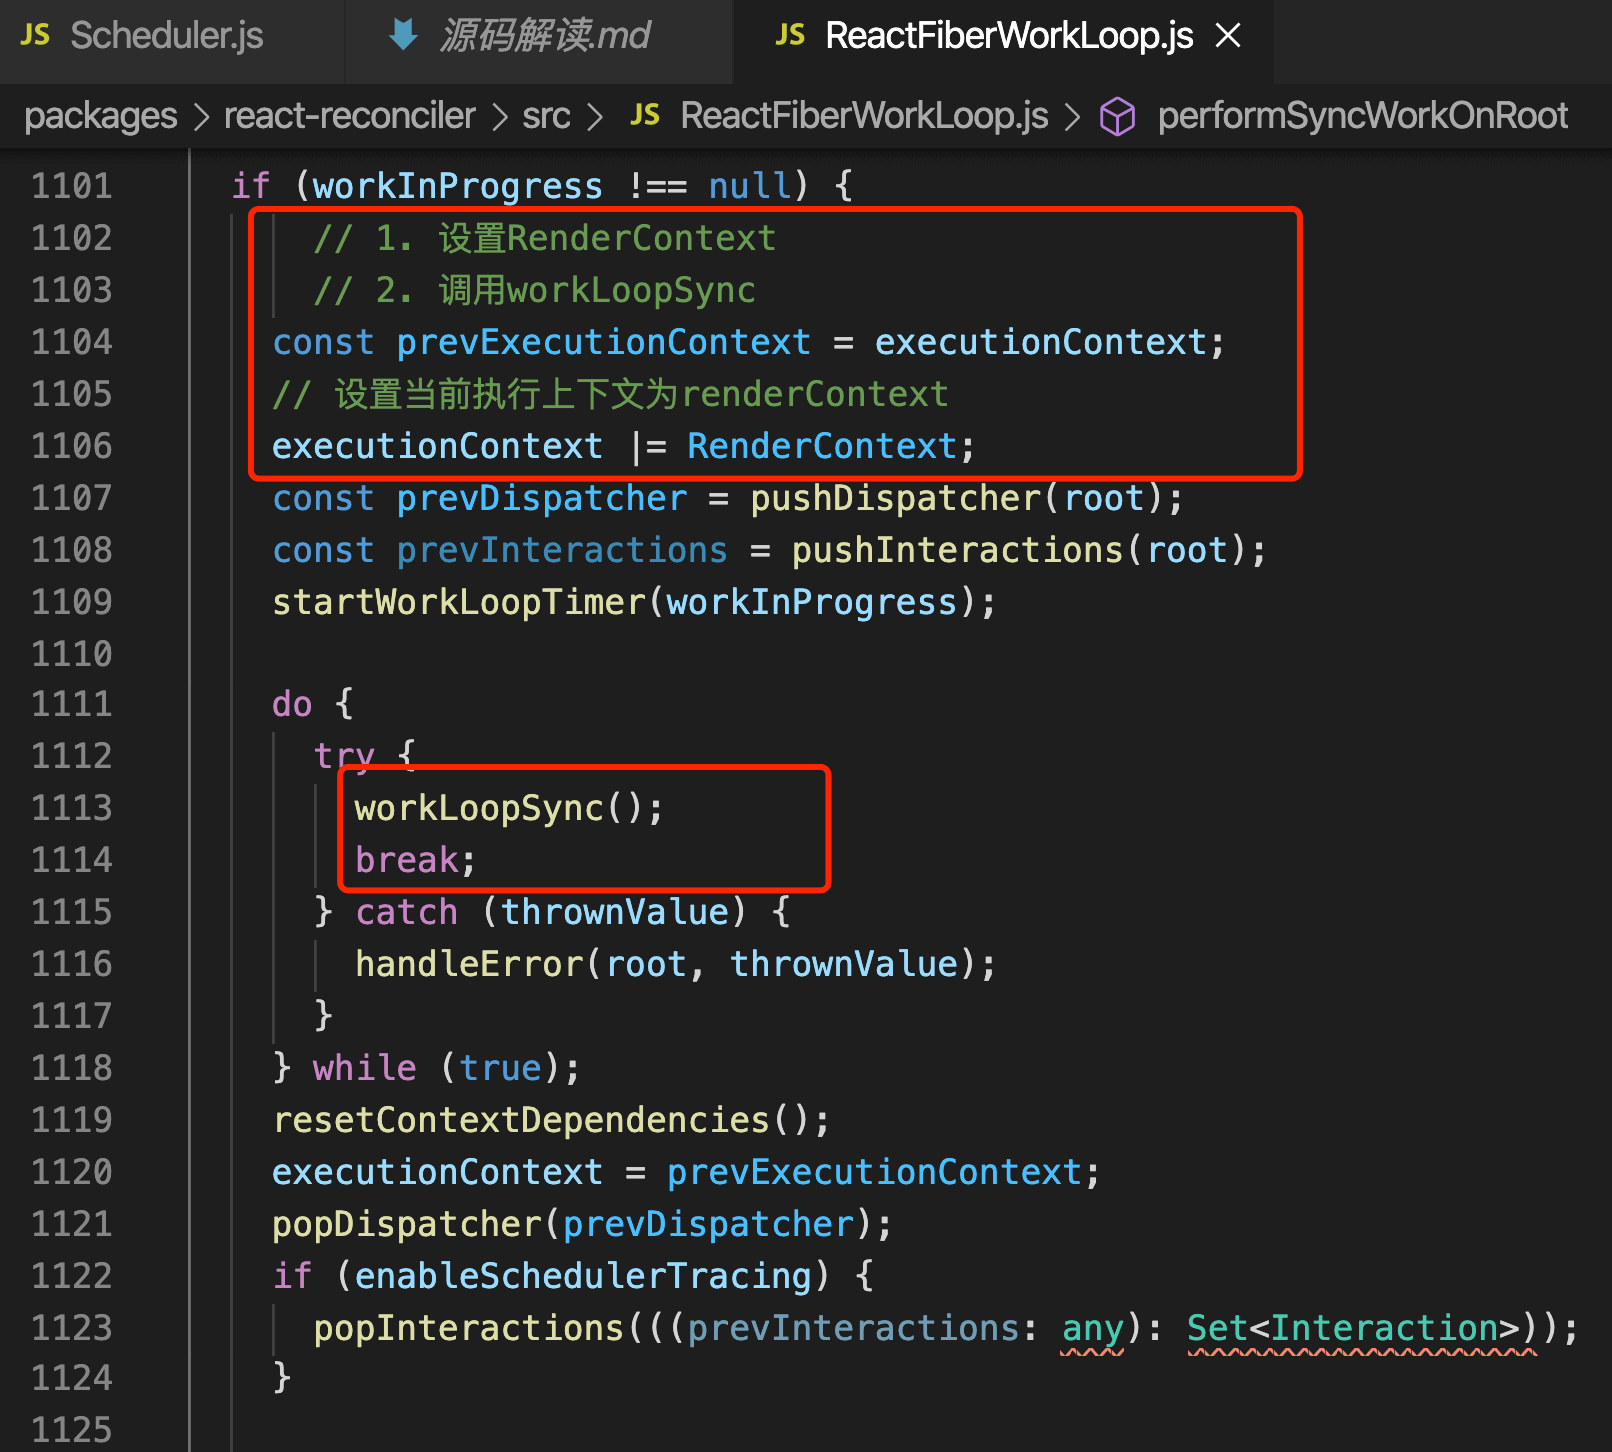 JS Scheduler.js 源码解读.md JS ReactFiberWorkLoop.js
packages > react-reconciler > src > JS ReactFiberWorkLoop.js > performSyncWorkOnRoot
1101 if (workInProgress !== null) {
1102 // 1. 设置RenderContext
1103 // 2. 调用workLoopSync
1104 const prevExecutionContext = executionContext;
1105 // 设置当前执行上下文为renderContext
1106 executionContext |= RenderContext;
1107 const prevDispatcher = pushDispatcher(root);
1108 const prevInteractions = pushInteractions(root);
1109 startWorkLoopTimer(workInProgress);
1110
1111 do {
1112 try {
1113 workLoopSync();
1114 break;
1115 } catch (thrownValue) {
1116 handleError(root, thrownValue);
1117 }
1118 } while (true);
1119 resetContextDependencies();
1120 executionContext = prevExecutionContext;
1121 popDispatcher(prevDispatcher);
1122 if (enableSchedulerTracing) {
1123 popInteractions(((prevInteractions: any): Set<Interaction>));
1124 }
1125